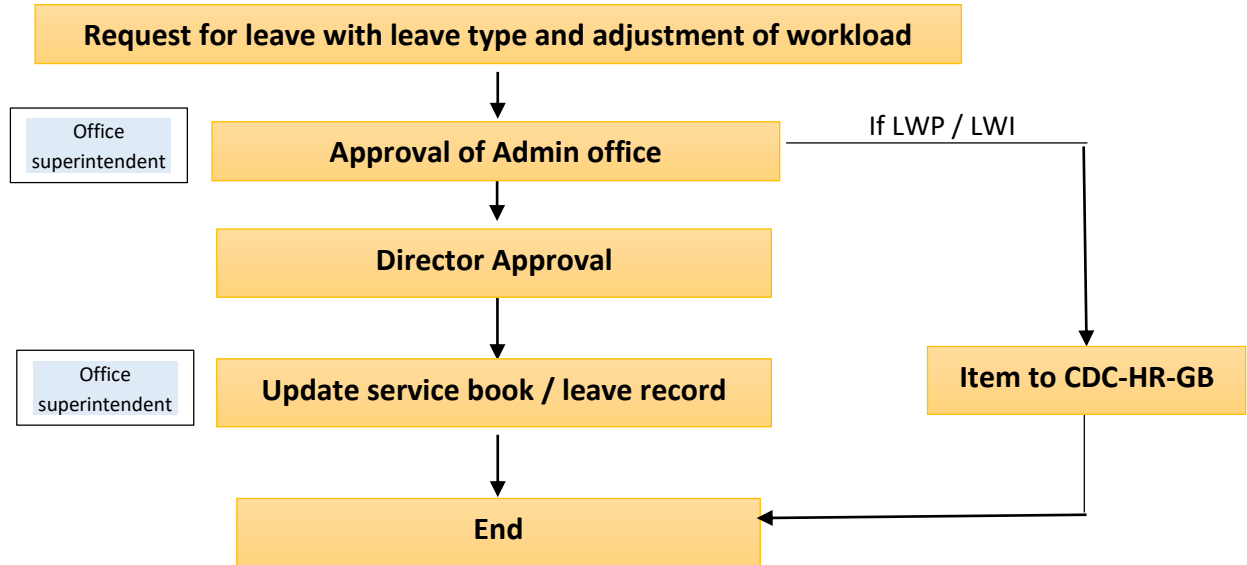 Request for leave with leave type and adjustment of workload
Office
superintendent
Approval of Admin office
If LWP / LWI
Director Approval
Office
superintendent
Update service book / leave record
Item to CDC-HR-GB
End